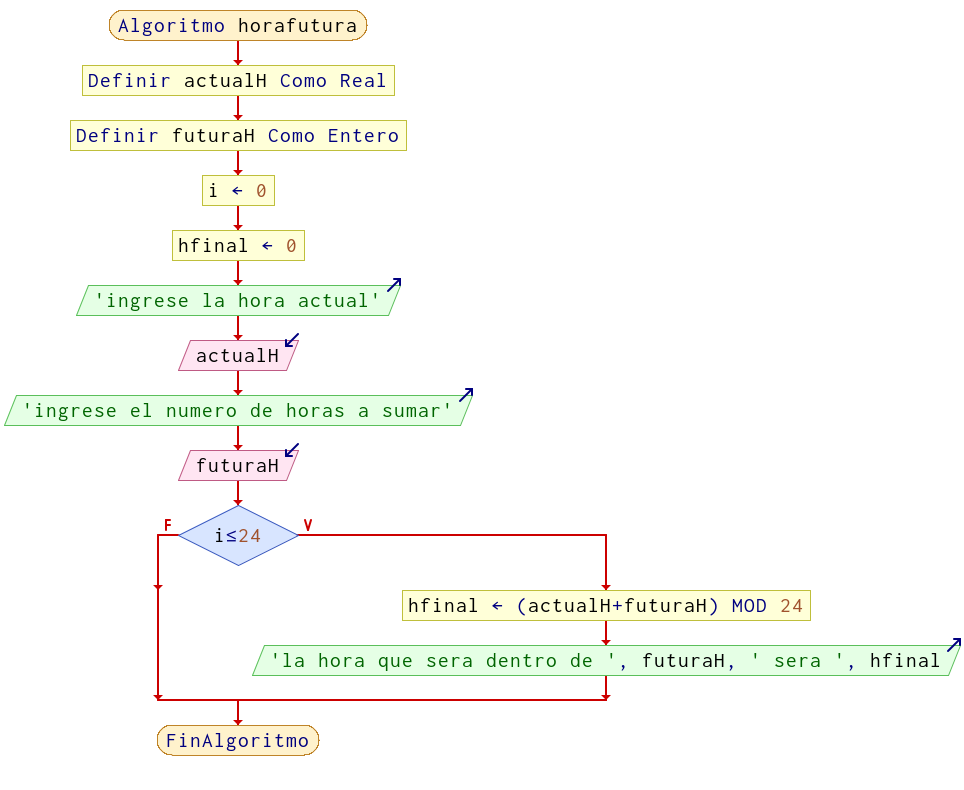 Algoritmo horafutura
Definir actualH Como Real
Definir futuraH Como Entero
i ← 0
hfinal ← 0
'ingrese la hora actual'
actualH
'ingrese el numero de horas a sumar'
futuraH
F
V
i≤24
hfinal ← (actualH+futuraH) MOD 24
'la hora que sera dentro de ', futuraH, ' sera ', hfinal
FinAlgoritmo